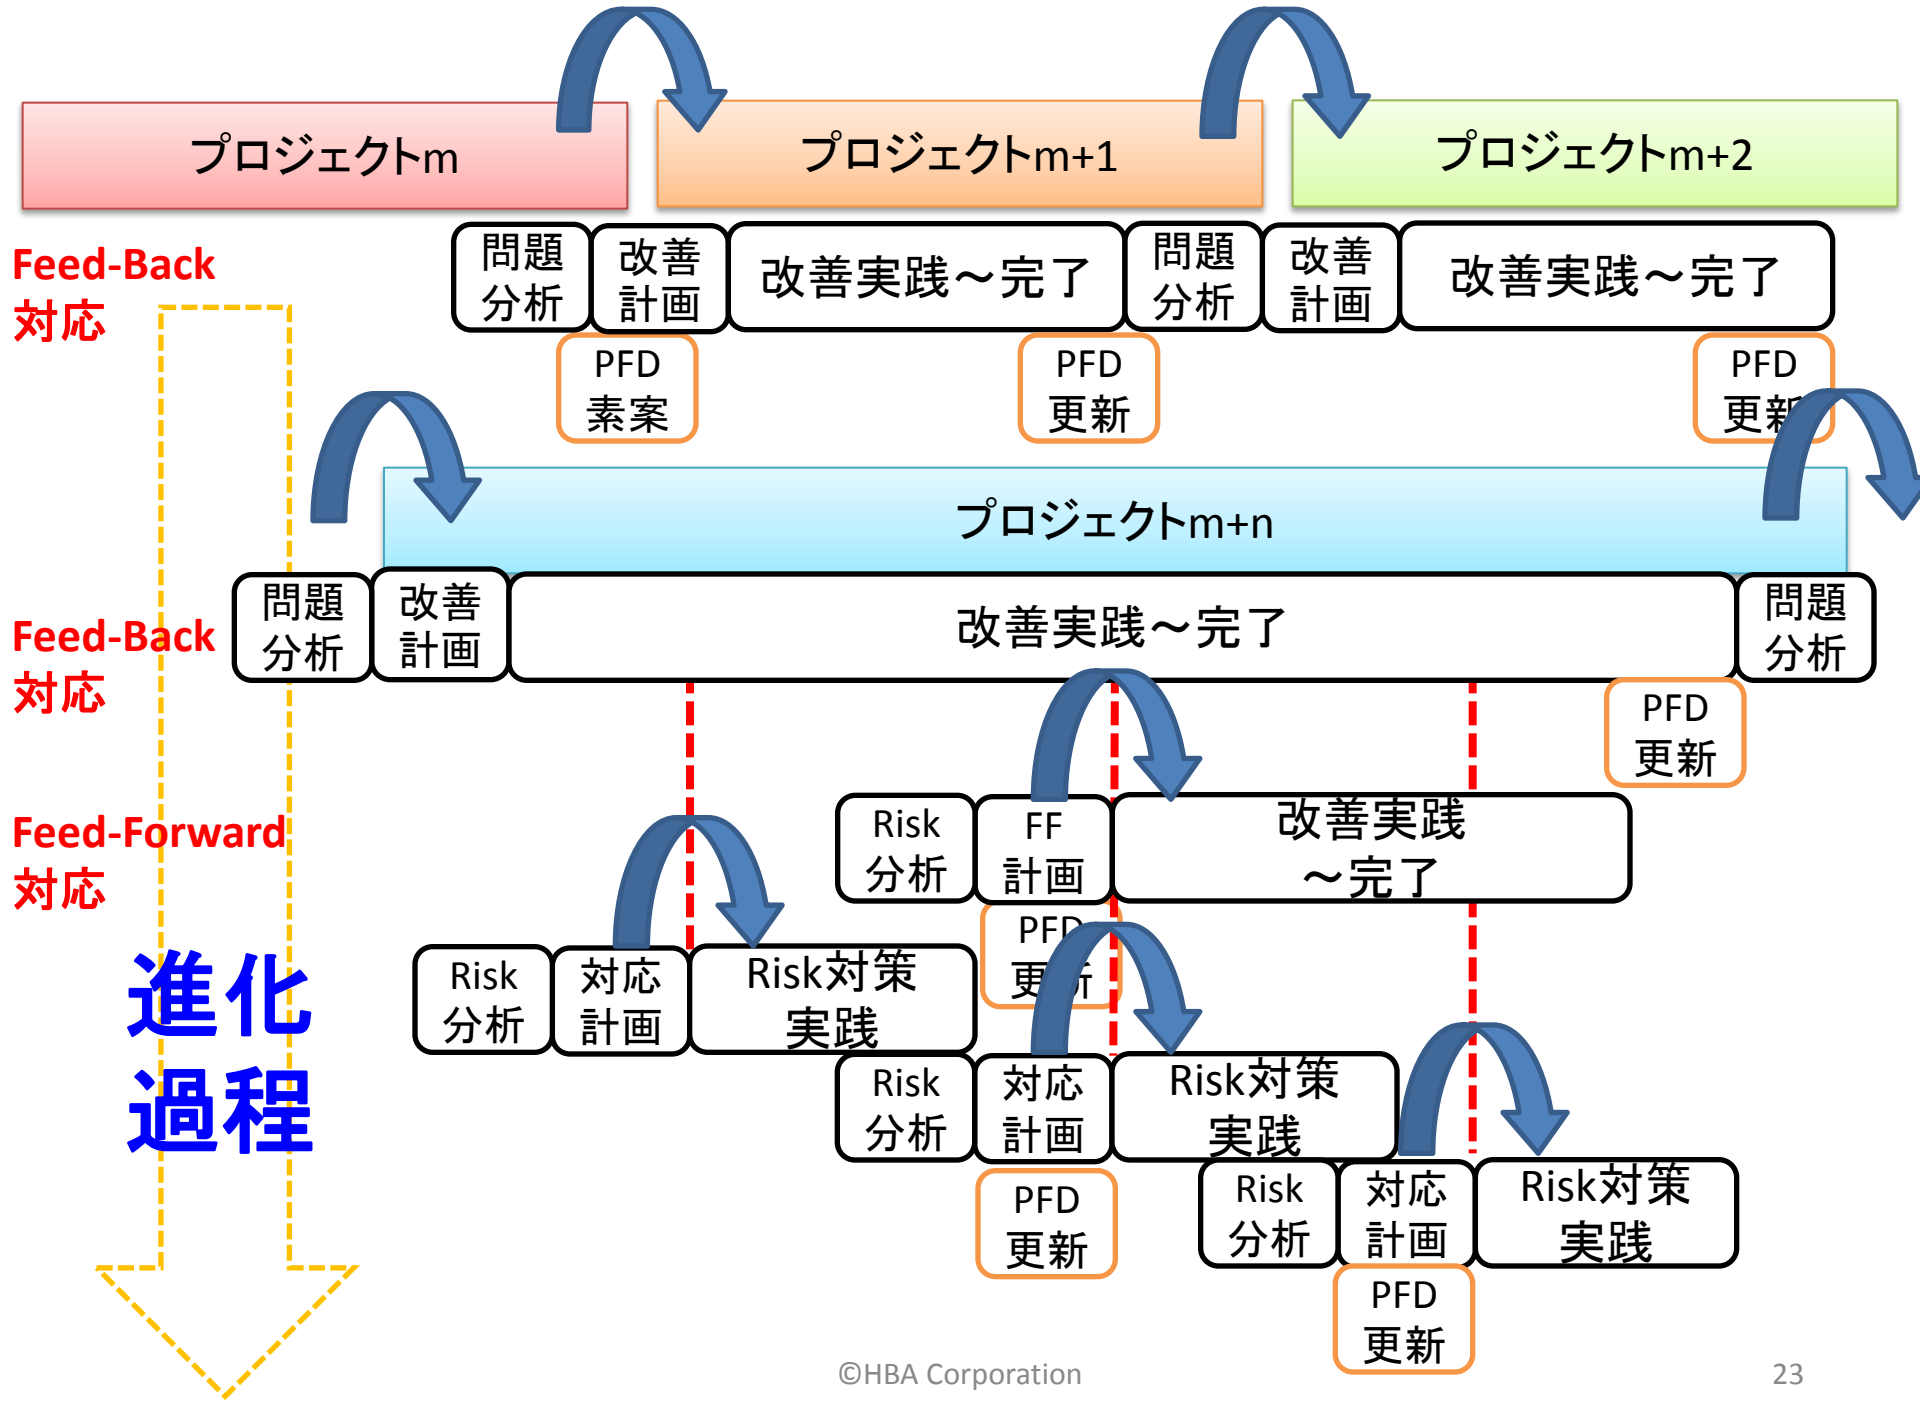 プロジェクトm
プロジェクトm+1
プロジェクトm+2
Feed-Back
対応
問題
分析
改善
計画
改善実践～完了
問題
分析
改善
計画
改善実践～完了
PFD
素案
PFD
更新
PFD
更新
プロジェクトm+n
Feed-Back
対応
問題
分析
改善
計画
改善実践～完了
問題
分析
PFD
更新
Feed-Forward
対応
Risk
分析
FF
計画
改善実践
～完了
PFD
更新
進化
過程
Risk
分析
対応
計画
Risk対策
実践
Risk
分析
対応
計画
Risk対策
実践
PFD
更新
Risk
分析
対応
計画
Risk対策
実践
PFD
更新
©HBA Corporation
23